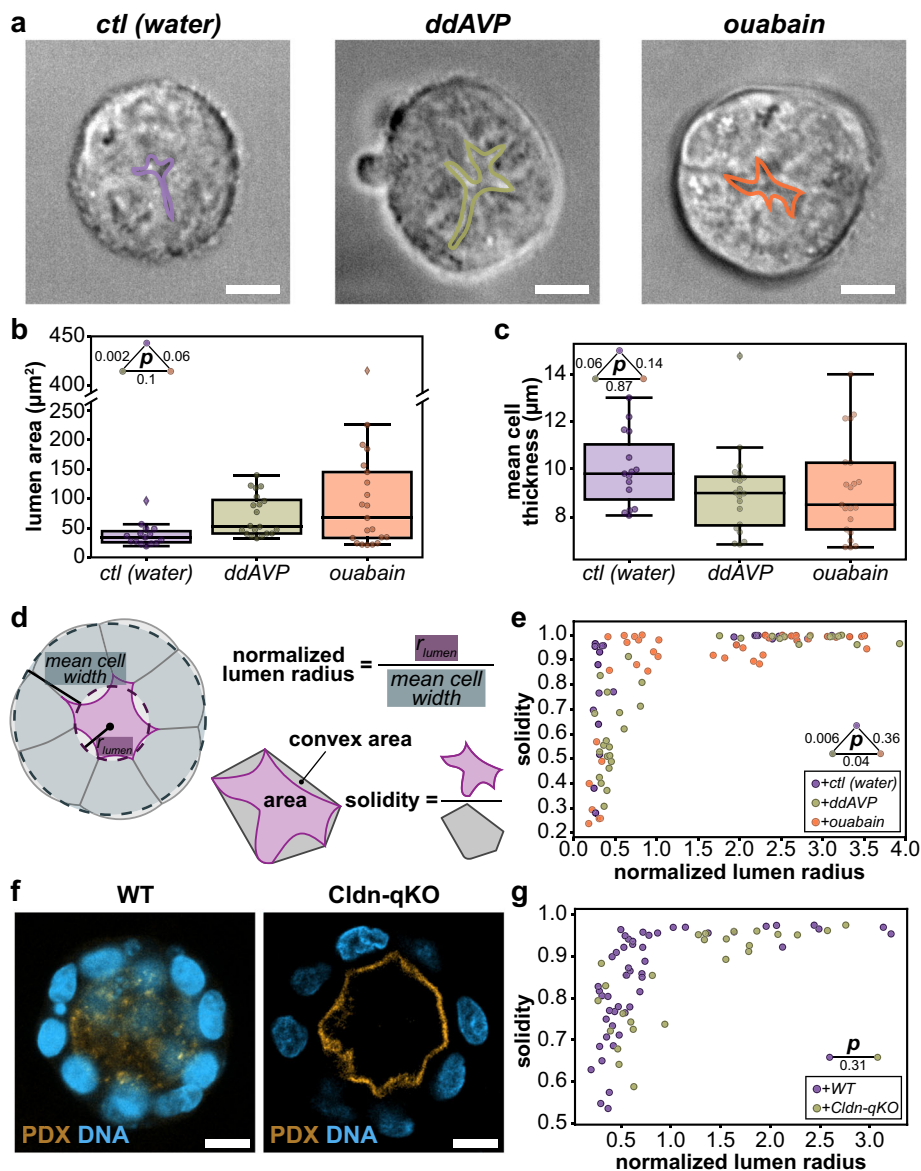 a
ctl (water) ddAVP ouabain
b
lumen area (µm²)
450
400
250
200
150
100
50
0
0.002 p 0.06
0.1
ctl (water) ddAVP ouabain
c
mean cell
thickness (µm)
14
12
10
8
0.06 p 0.14
0.87
ctl (water) ddAVP ouabain
d
mean cell
width
r lumen
normalized
lumen radius = r lumen
mean cell
width
convex area
area
solidity =
e
solidity
1.0
0.9
0.8
0.7
0.6
0.5
0.4
0.3
0.2
0.006 p 0.36
0.04
+ctl (water)
+ddAVP
+ouabain
0.0 0.5 1.0 1.5 2.0 2.5 3.0 3.5 4.0
normalized lumen radius
f
WT Cldn-qKO
PDX DNA PDX DNA
g
solidity
1.0
0.9
0.8
0.7
0.6
0.5
p
0.31
+WT
+Cldn-qKO
0.5 1.0 1.5 2.0 2.5 3.0
normalized lumen radius